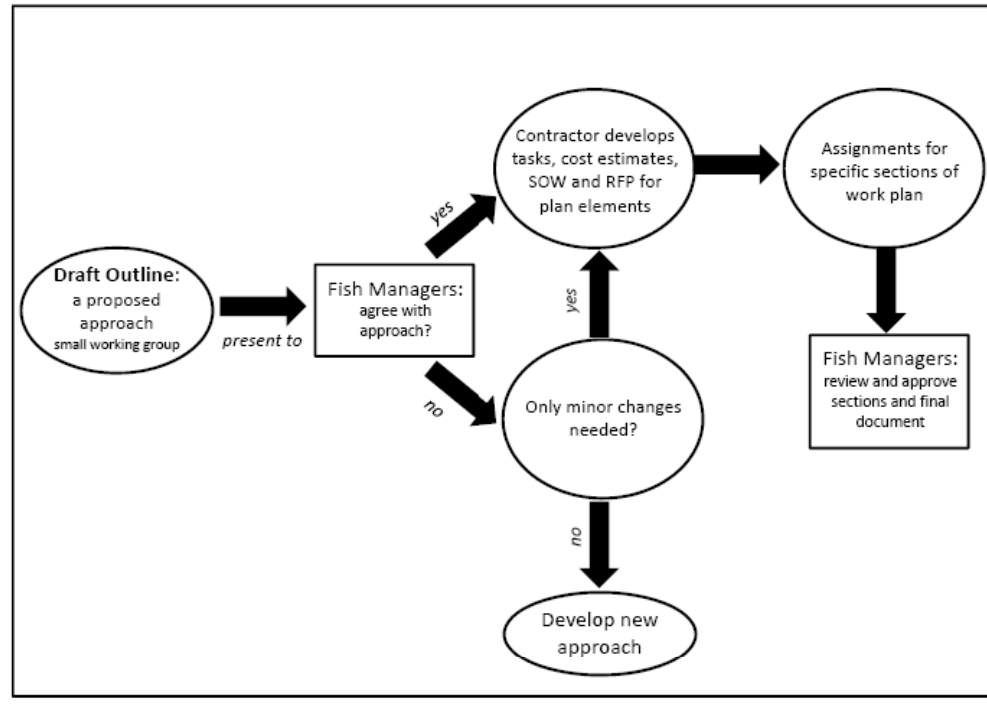 Draft Outline:
a proposed
approach
small working group
present to
Fish Managers:
agree with
approach?
yes
no
Contractor develops
tasks, cost estimates,
SOW and RFP for
plan elements
Assignments for
specific sections of
work plan
yes
Only minor changes
needed?
Fish Managers:
review and approve
sections and final
document
no
Develop new
approach